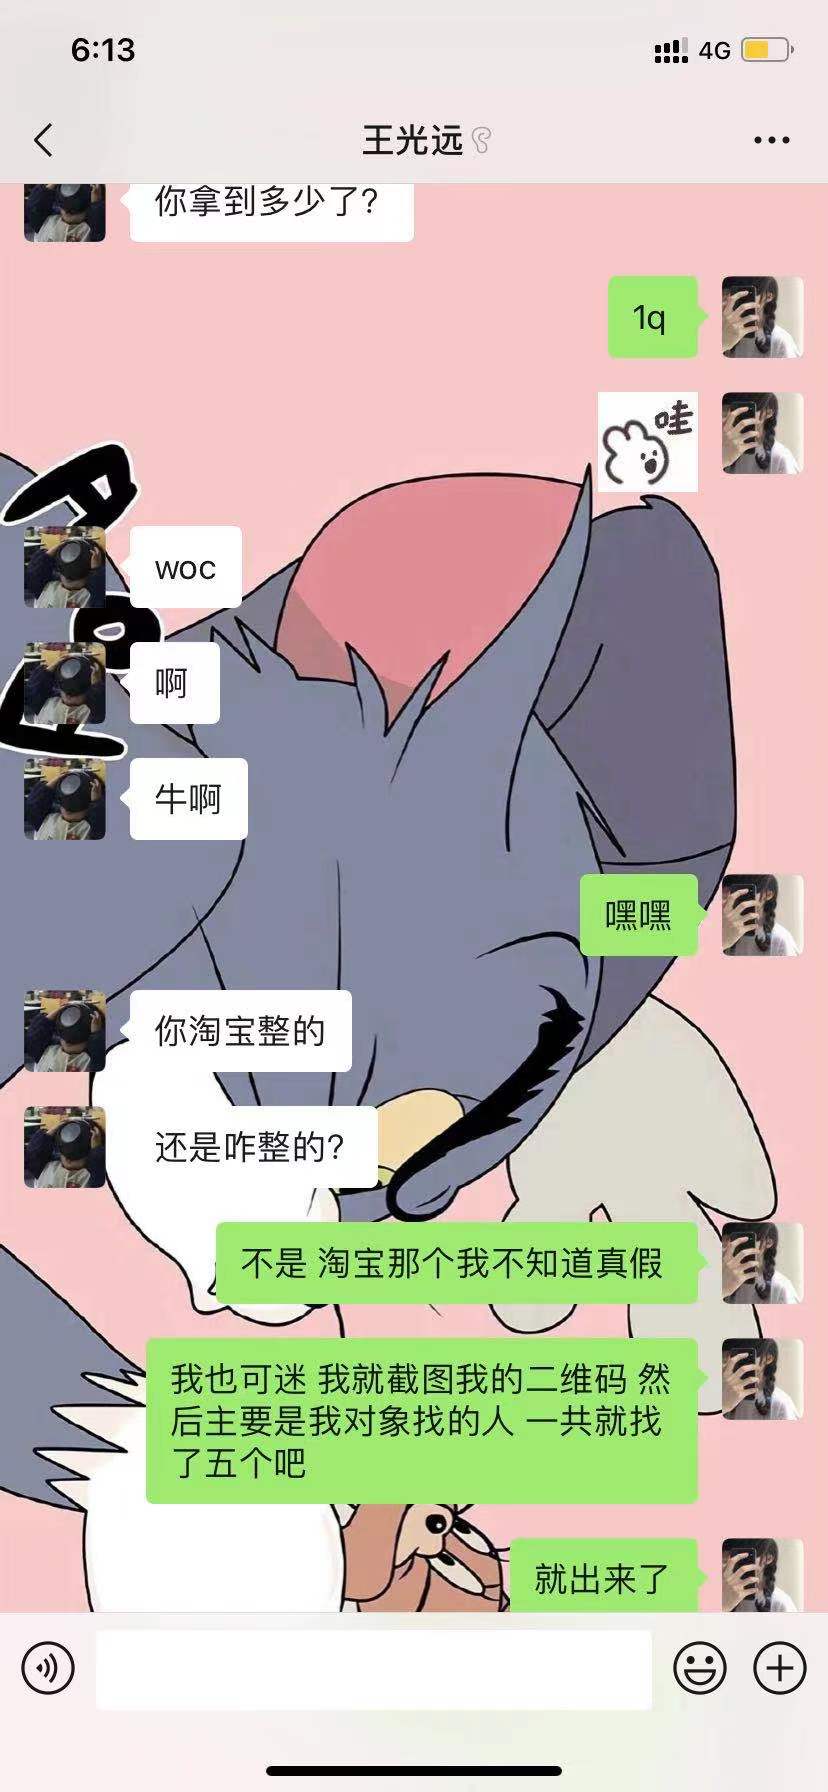 6:13
4G
王光远
你拿到多少了?
1q
哇
woc
啊
牛啊
嘿嘿
你淘宝整的
还是咋整的?
不是 淘宝那个我不知道真假
我也可迷 我就截图我的二维码 然
后主要是我对象找的人 一共就找
了五个吧
就出来了